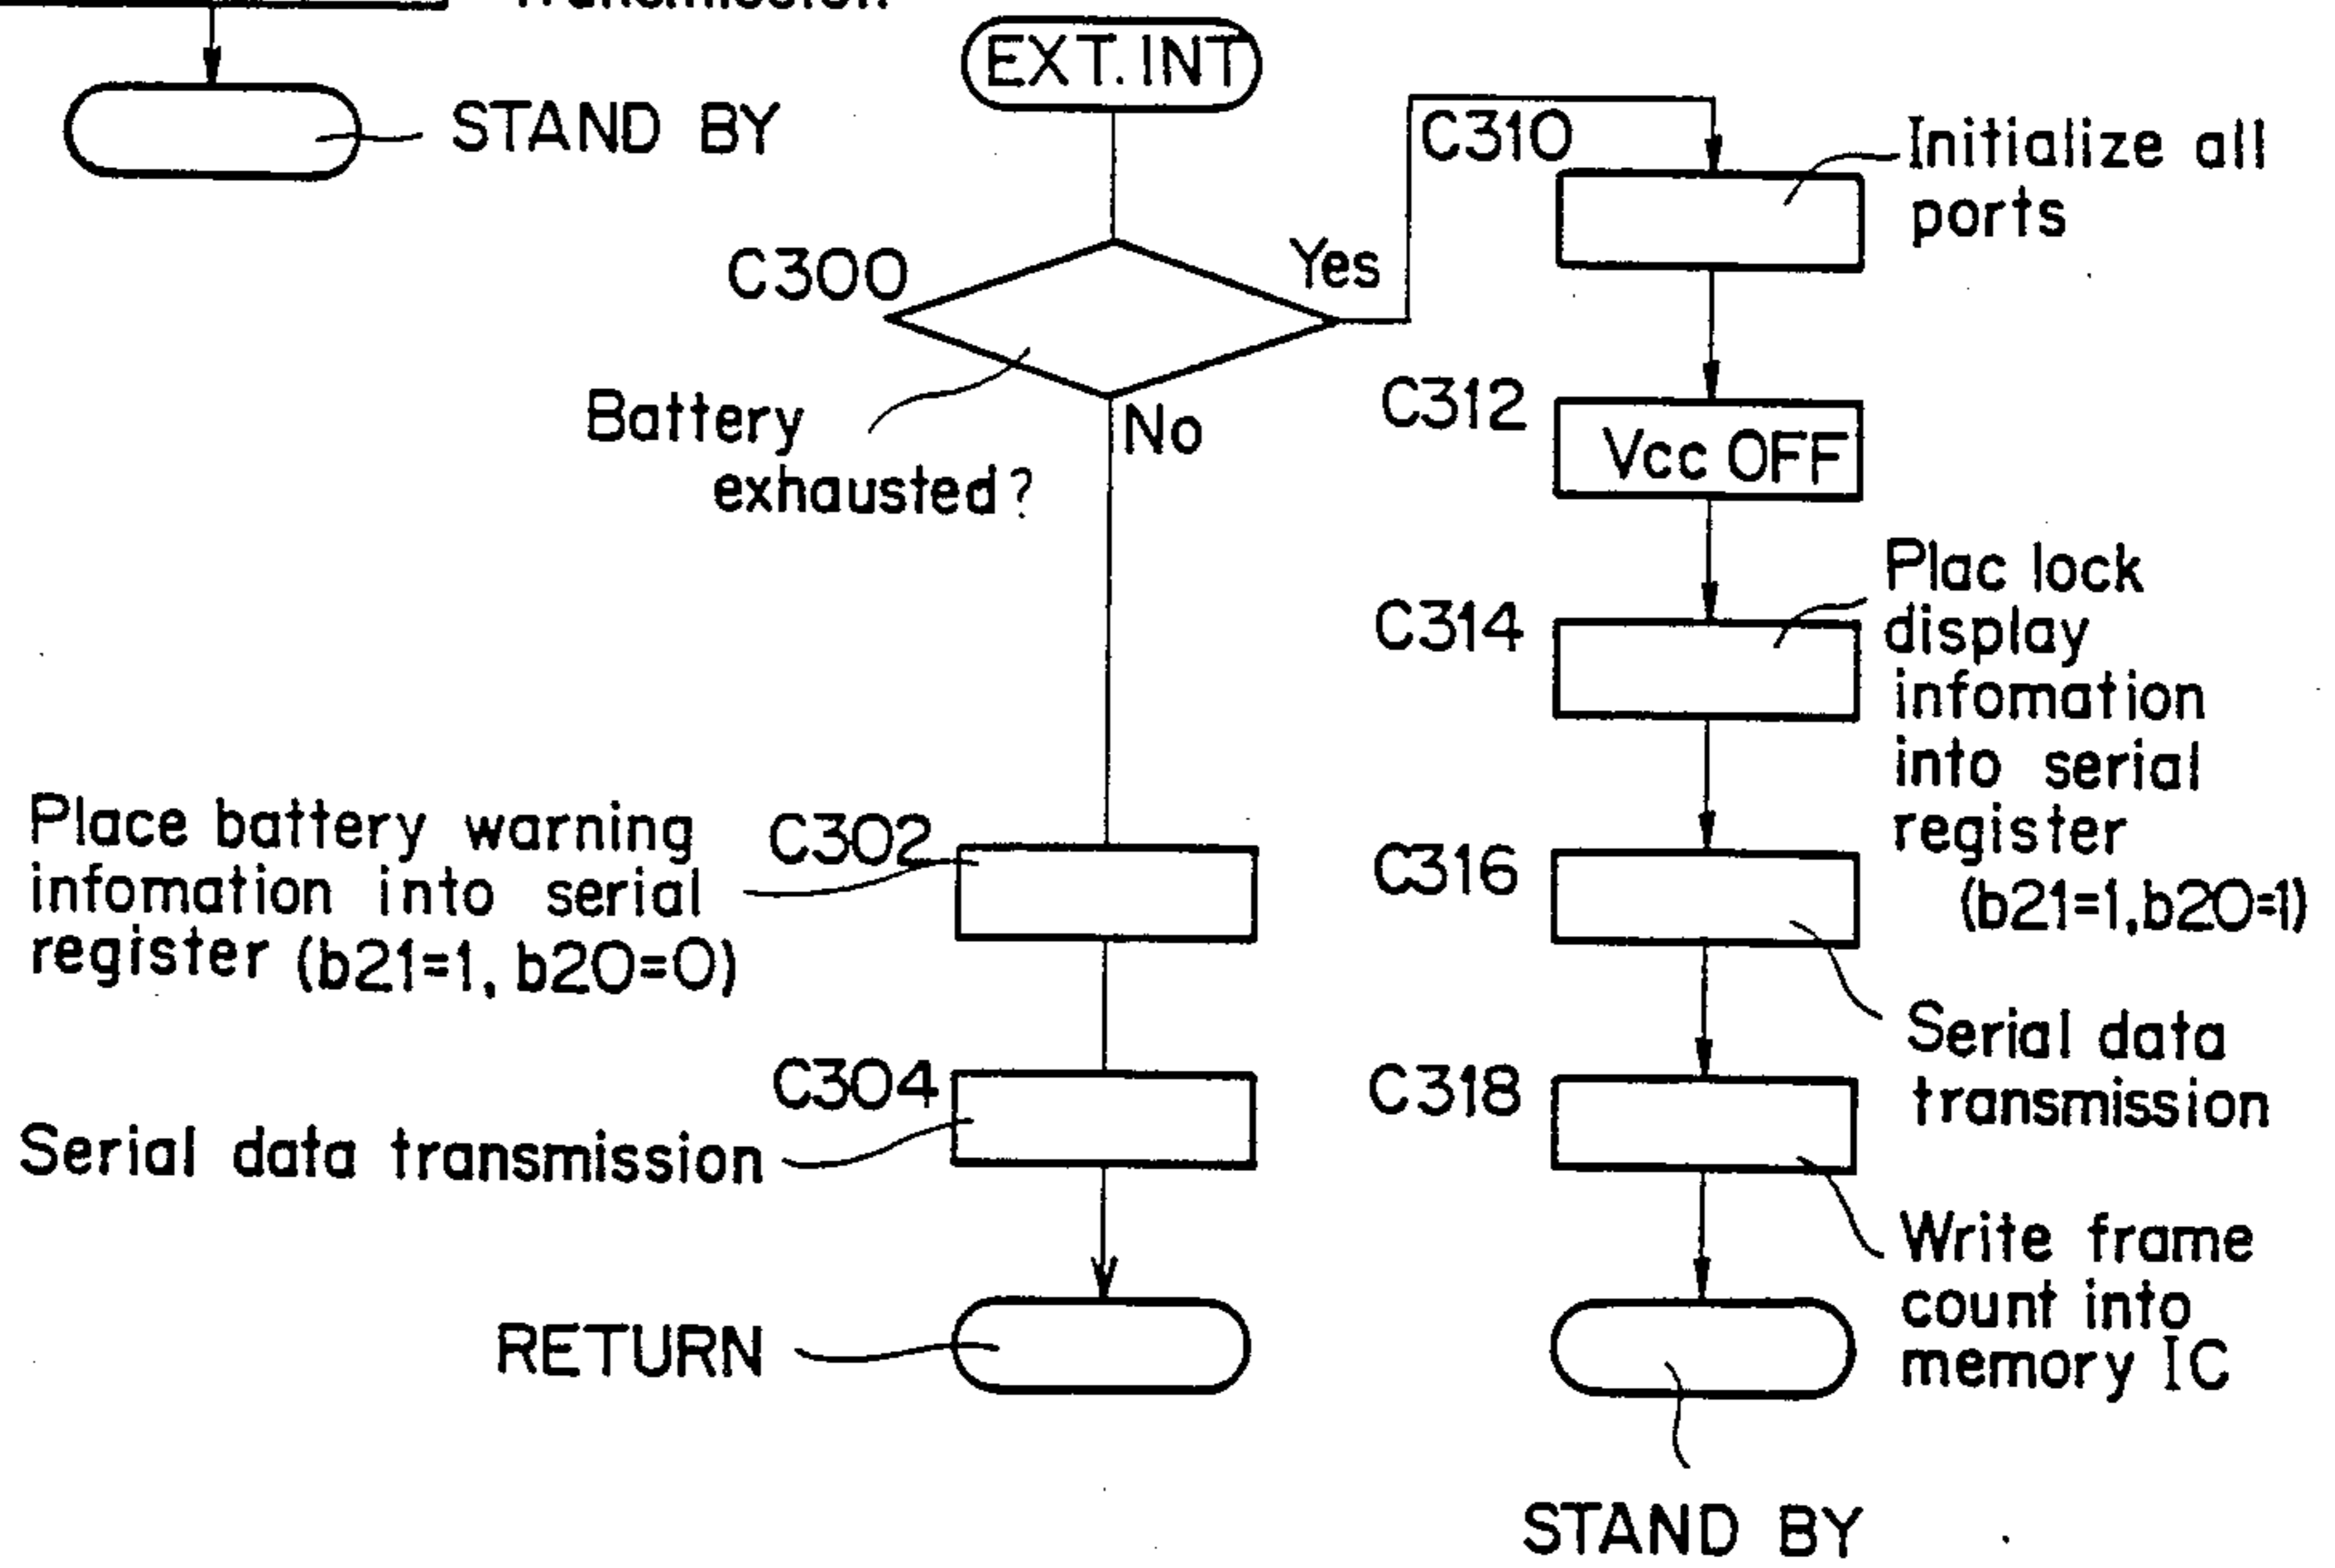 Transmission
STAND BY
EXT.INT
C300
Yes
Battery
exhausted?
No
Place battery warning
infomation into serial
register (b21=1, b20=0)
C302
C304
Serial data transmission
RETURN
C310
Initialize all
ports
C312
Vcc OFF
C314
Plac lock
display
infomation
into serial
register
(b21=1,b20=1)
C316
Serial data
transmission
C318
Write frame
count into
memory IC
STAND BY